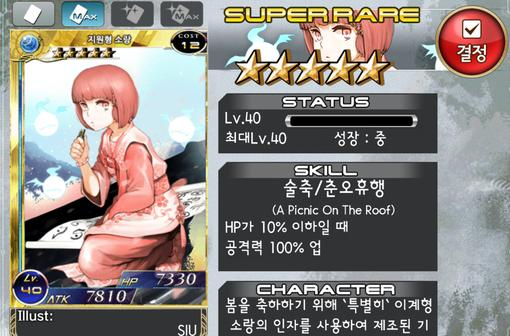 MAX
MAX
지원형 소랑
COST
12
Lv.
40
ATK
7810
HP
7330
Illust:
SIU
SUPER RARE
결정
STATUS
Lv.40
최대Lv.40 성장 : 중
SKILL
술축/춘오휴행
(A Picnic On The Roof)
HP가 10% 이하일 때
공격력 100% 업
CHARACTER
봄을 축하하기 위해 `특별히` 이계형
소랑의 인자를 사용하여 제조된 기